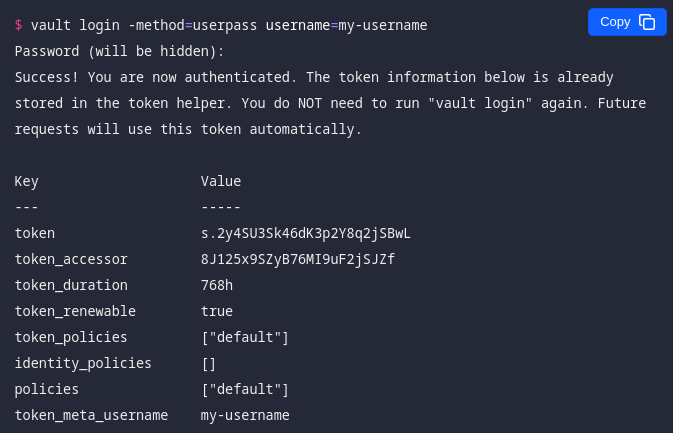 $ vault login -method=userpass username=my-username
Copy
Password (will be hidden):
Success! You are now authenticated. The token information below is already
stored in the token helper. You do NOT need to run "vault login" again. Future
requests will use this token automatically.
Key Value
--- -----
token s.2y4SU3Sk46dK3p2Y8q2jSBwL
token_accessor 8J125x9SZyB76MI9uF2jSJZf
token_duration 768h
token_renewable true
token_policies ["default"]
identity_policies []
policies ["default"]
token_meta_username my-username